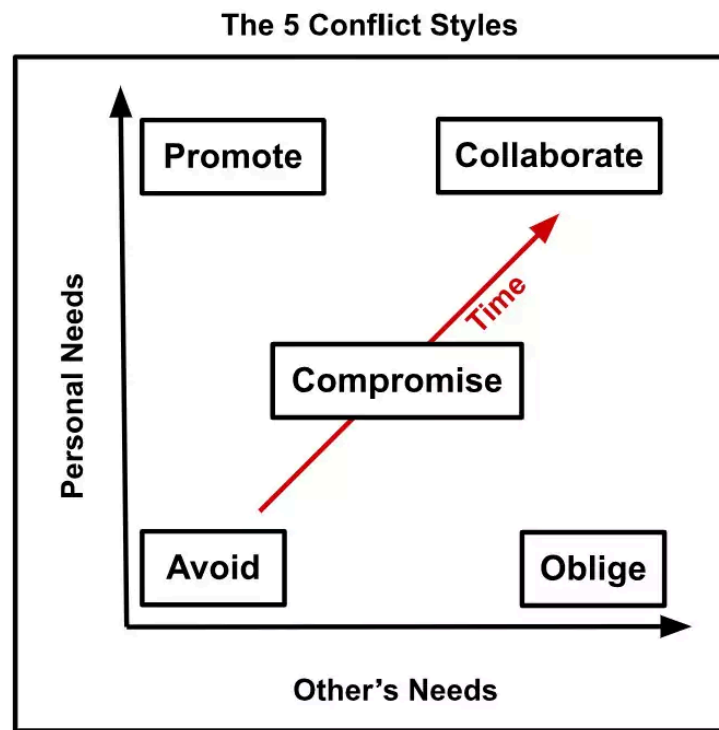 The 5 Conflict Styles
Promote
Collaborate
Personal Needs
Time
Compromise
Avoid
Oblige
Other's Needs